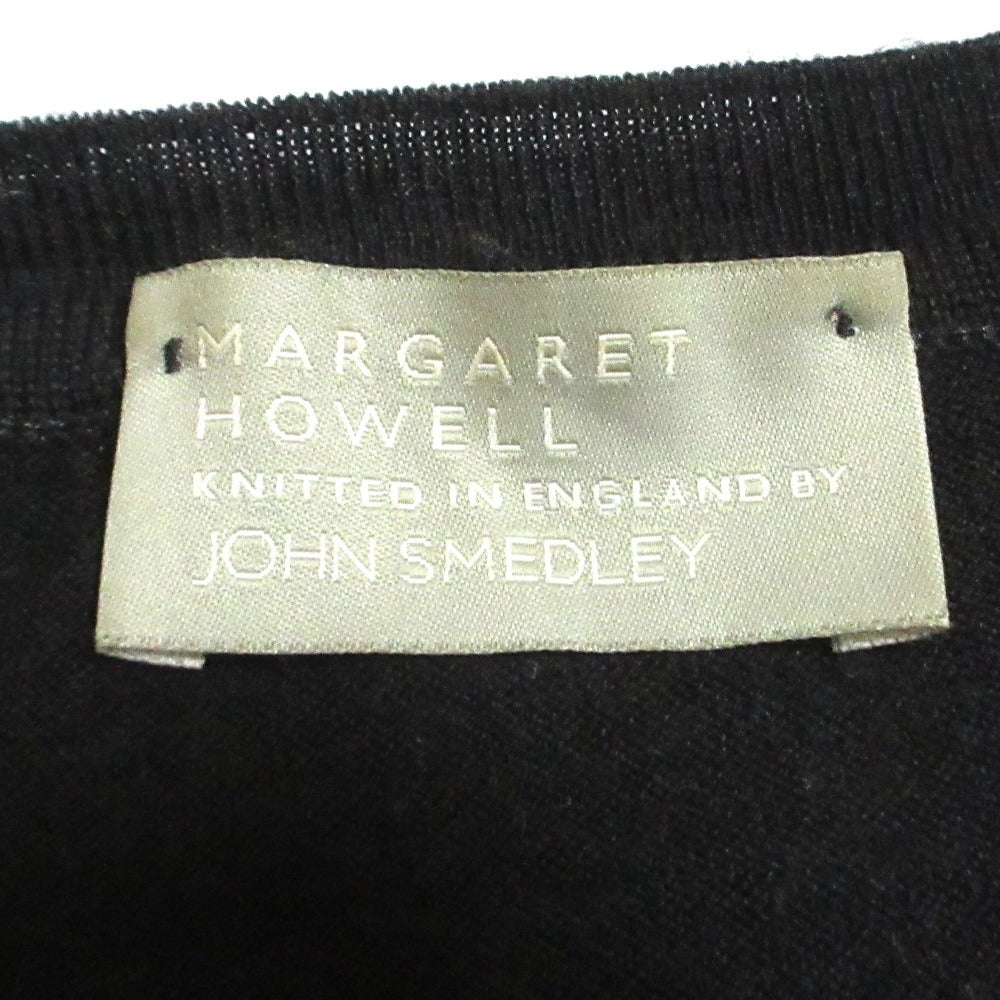 MARGARET
HOWELL
KNITTED IN ENGLAND BY
JOHN SMEDLEY